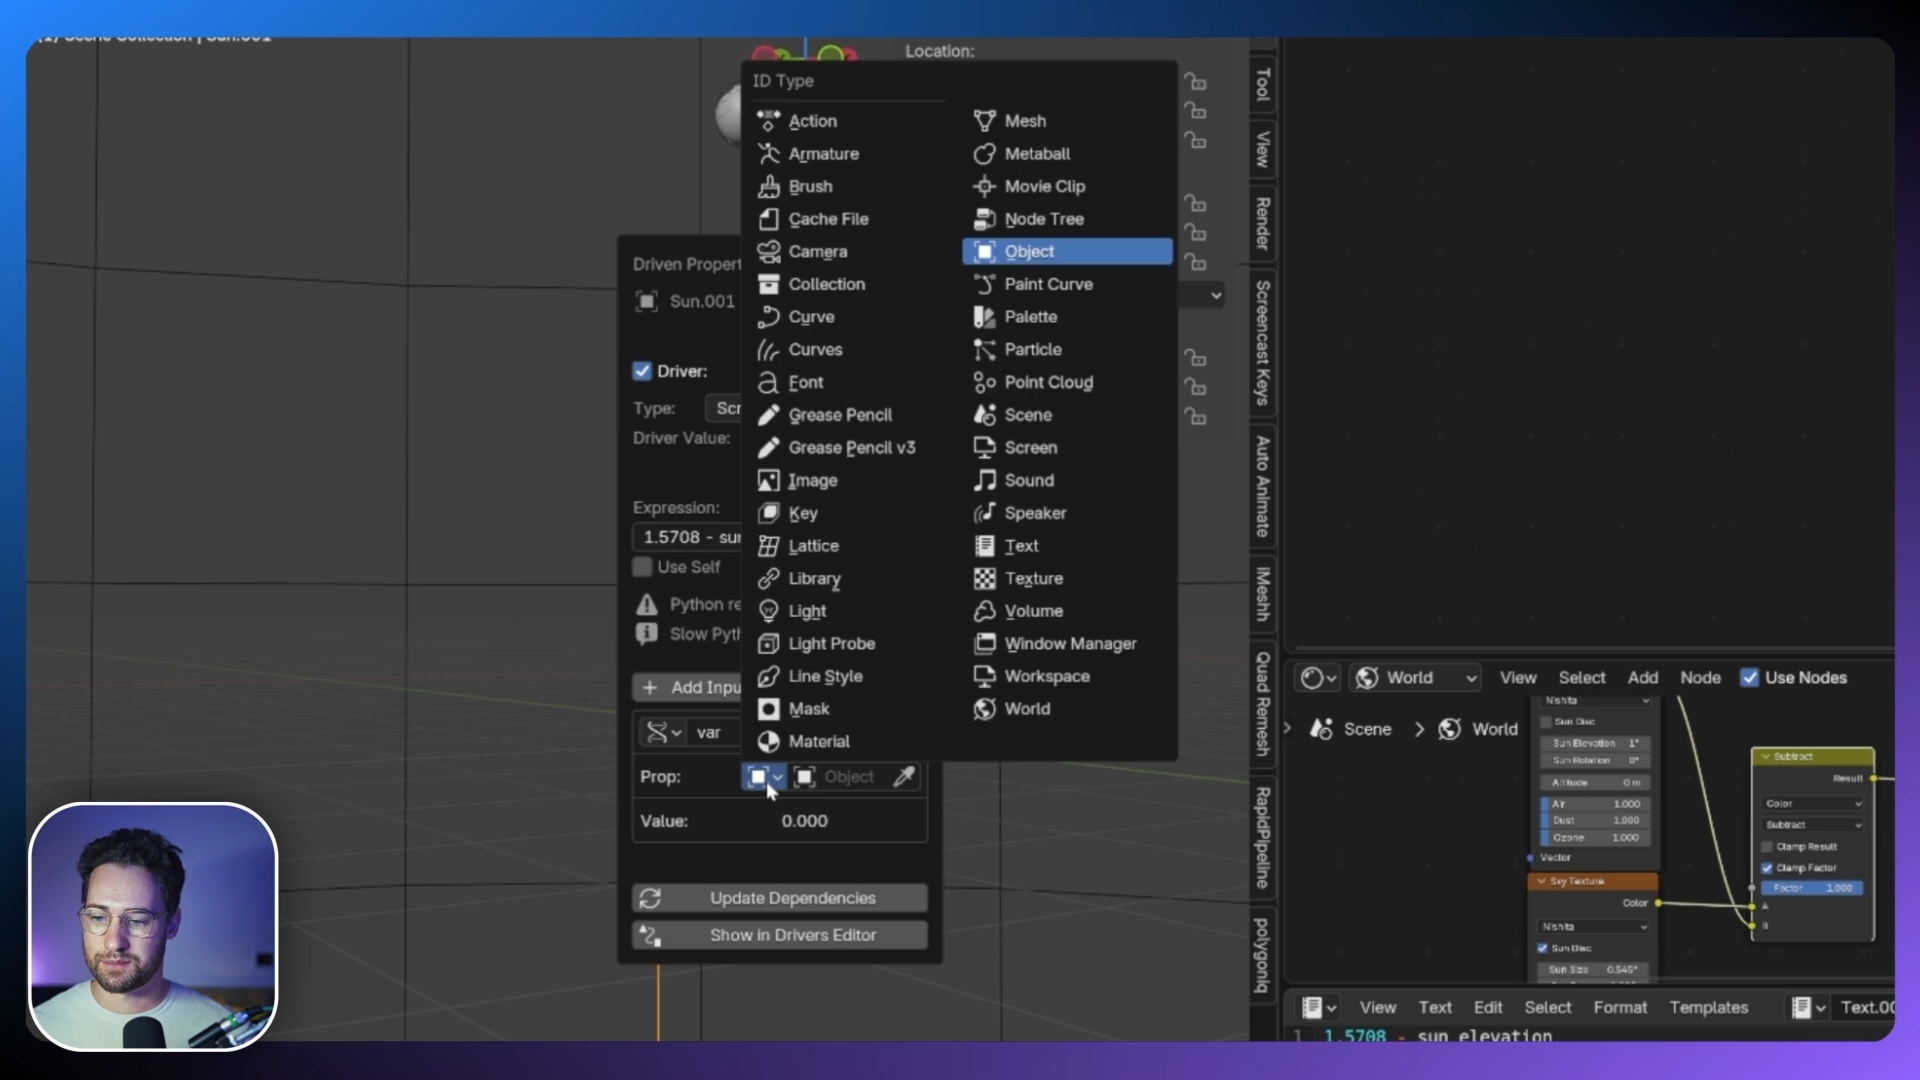 (1) Scene Collection | Sun.001
Location:
ID Type
Action
Armature
Brush
Cache File
Camera
Collection
Curve
Curves
Font
Grease Pencil
Grease Pencil v3
Image
Key
Lattice
Library
Light
Light Probe
Line Style
Mask
Material
Mesh
Metaball
Movie Clip
Node Tree
Object
Paint Curve
Palette
Particle
Point Cloud
Scene
Screen
Sound
Speaker
Text
Texture
Volume
Window Manager
Workspace
World
Driven Propert
Sun.001
Driver:
Type: Scr
Driver Value:
Expression:
1.5708 - sun
Use Self
Python re
Slow Pyth
+ Add Inpu
var
Prop: Object
Value: 0.000
Update Dependencies
Show in Drivers Editor
Tool
View
Render
Screencast Keys
Auto Animate
iMeshh
Quad Remesh
RapidPipeline
polygoniq
World View Select Add Node Use Nodes
Scene > World
Nishita
Sun Disc
Sun Elevation 1°
Sun Rotation 0°
Altitude 0 m
Air 1.000
Dust 1.000
Ozone 1.000
Vector
Sky Texture
Color
Nishita
Sun Disc
Sun Size 0.545°
Subtract
Result
Color
Subtract
Clamp Result
Clamp Factor
Factor 1.000
A
B
View Text Edit Select Format Templates Text.00
1 1.5708 - sun_elevation